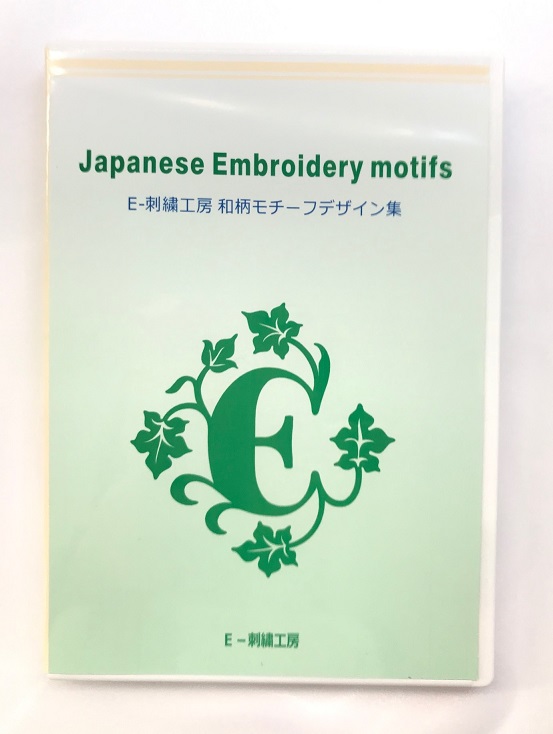 Japanese Embroidery motifs
E-刺繍工房 和柄モチーフデザイン集
E
E－刺繍工房